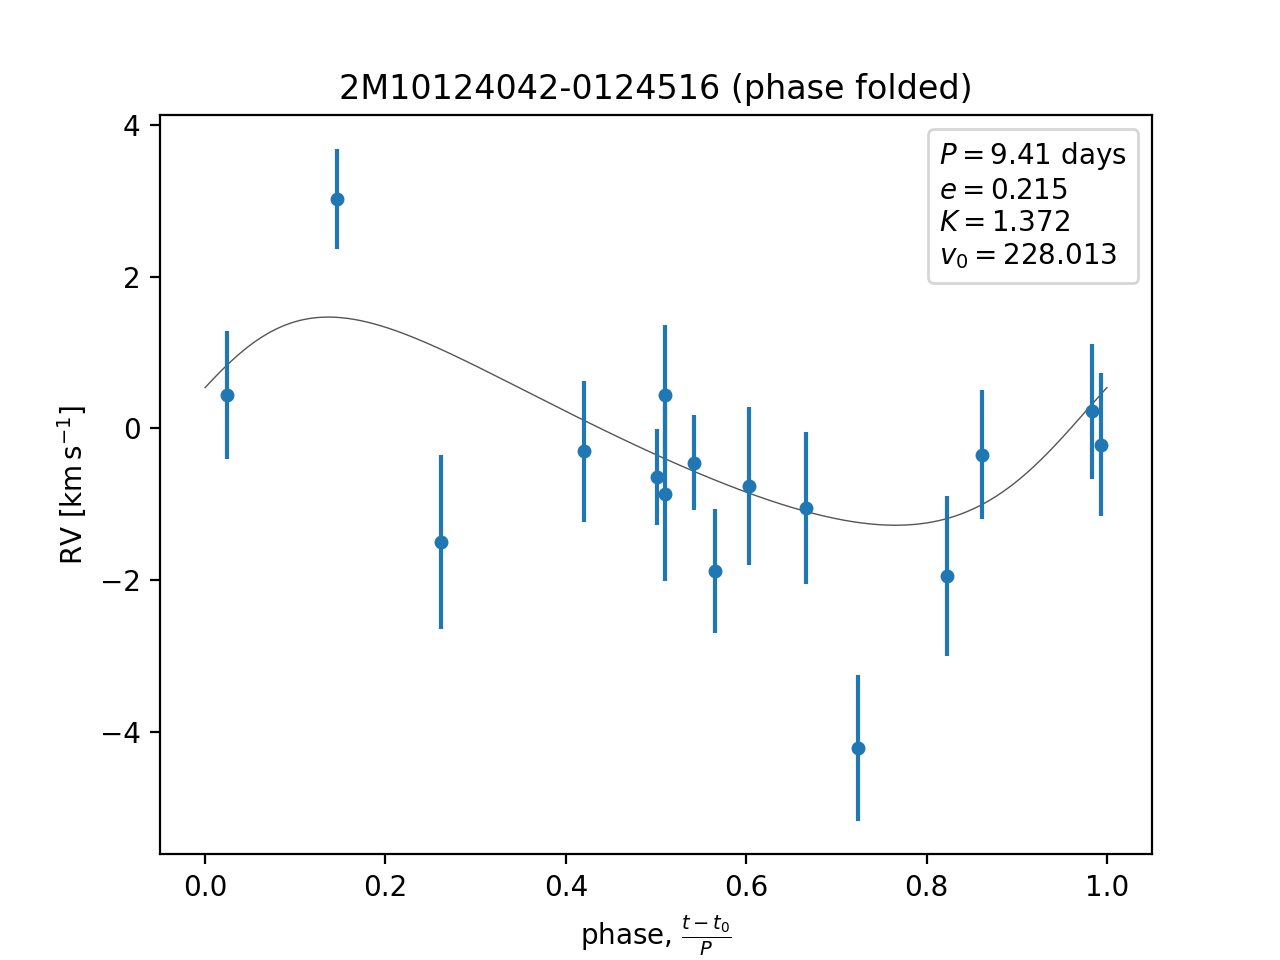 2M10124042-0124516 (phase folded)
P = 9.41 days
e = 0.215
K = 1.372
v₀ = 228.013
4
2
0
−2
−4
RV [km s⁻¹]
0.0 0.2 0.4 0.6 0.8 1.0
phase, (t − t₀)/P